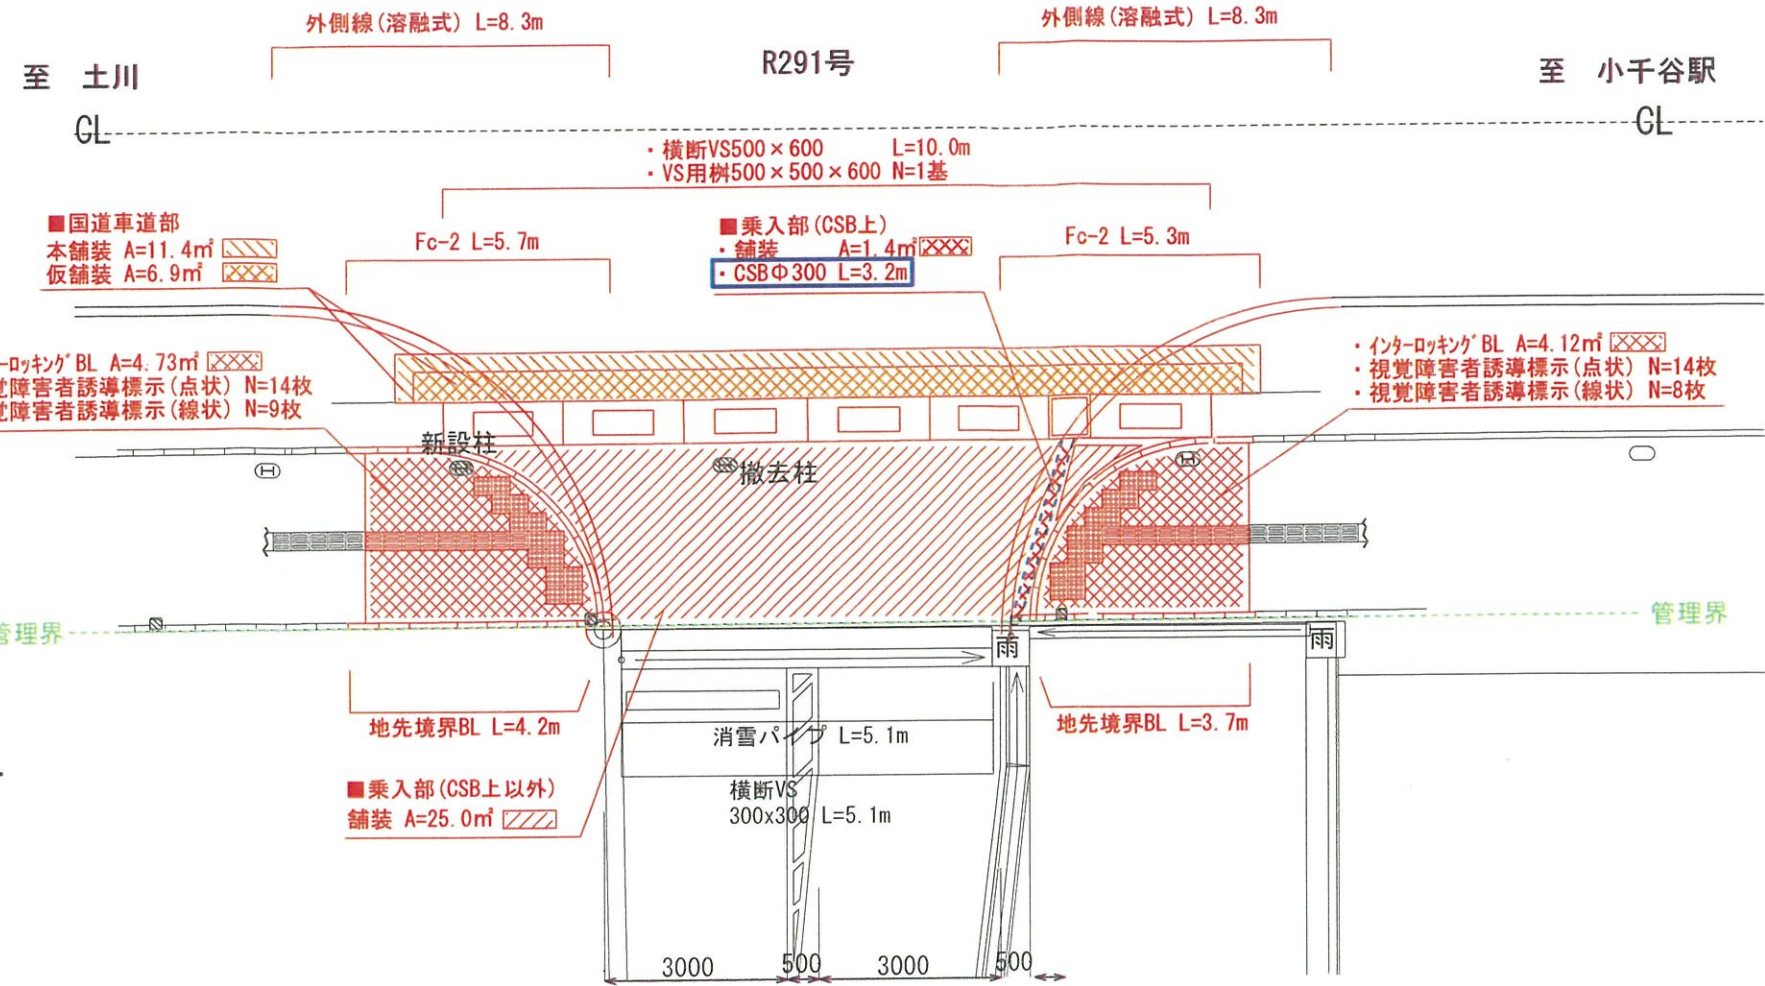 外側線(溶融式) L=8.3m
外側線(溶融式) L=8.3m
R291号
至 土川
至 小千谷駅
CL
CL
・横断VS500×600 L=10.0m
・VS用桝500×500×600 N=1基
■国道車道部
本舗装 A=11.4㎡
仮舗装 A=6.9㎡
Fc-2 L=5.7m
■乗入部(CSB上)
・舗装 A=1.4㎡
・CSBΦ300 L=3.2m
Fc-2 L=5.3m
ーロッキングBL A=4.73㎡
覚障害者誘導標示(点状) N=14枚
覚障害者誘導標示(線状) N=9枚
・インターロッキングBL A=4.12㎡
・視覚障害者誘導標示(点状) N=14枚
・視覚障害者誘導標示(線状) N=8枚
新設柱
撤去柱
H
H
管理界
管理界
雨
雨
地先境界BL L=4.2m
消雪パイプ L=5.1m
地先境界BL L=3.7m
■乗入部(CSB上以外)
舗装 A=25.0㎡
横断VS
300x300 L=5.1m
3000
500
3000
500